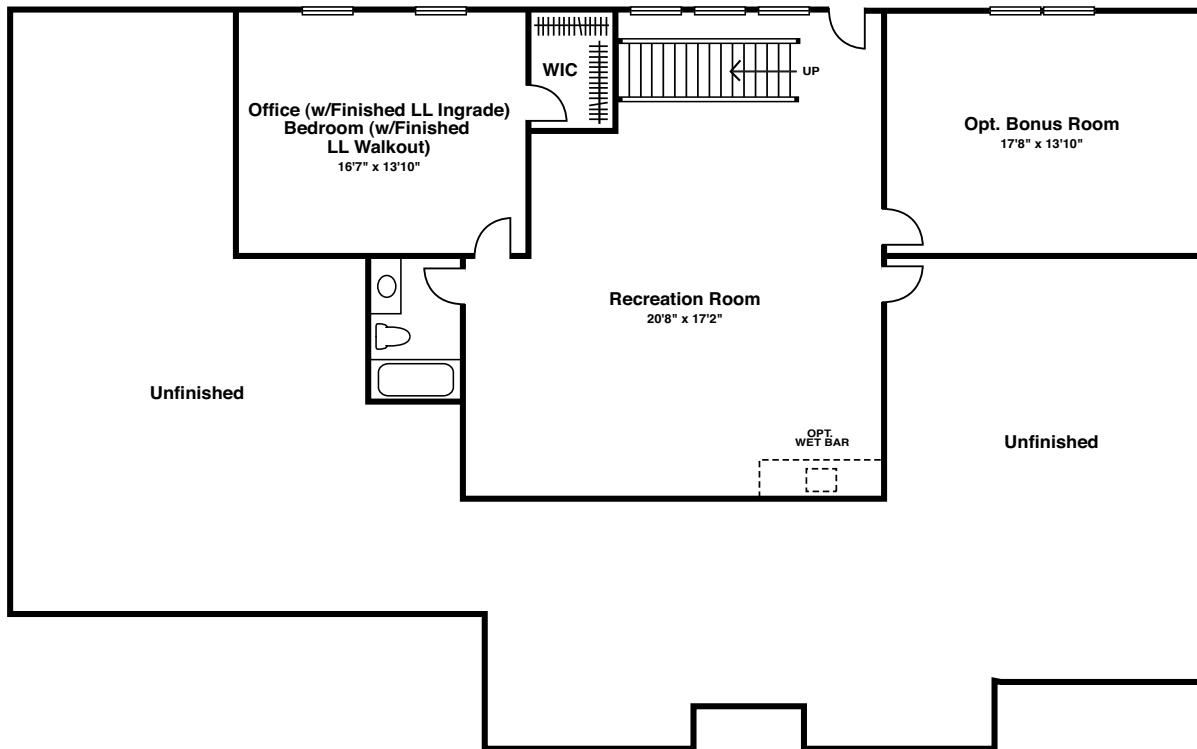 WIC
UP
Office (w/Finished LL Ingrade)
Bedroom (w/Finished
LL Walkout)
16'7" x 13'10"
Opt. Bonus Room
17'8" x 13'10"
Recreation Room
20'8" x 17'2"
Unfinished
OPT.
WET BAR
Unfinished